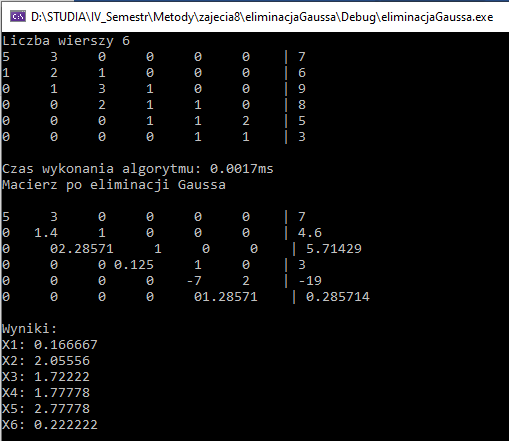 D:\STUDIA\IV_Semestr\Metody\zajecia8\eliminacjaGaussa\Debug\eliminacjaGaussa.exe
Liczba wierszy 6
5     3     0     0     0     0    | 7
1     2     1     0     0     0    | 6
0     1     3     1     0     0    | 9
0     0     2     1     1     0    | 8
0     0     0     1     1     2    | 5
0     0     0     0     1     1    | 3
Czas wykonania algorytmu: 0.0017ms
Macierz po eliminacji Gaussa
5     3     0     0     0     0    | 7
0   1.4     1     0     0     0    | 4.6
0     02.28571     1     0     0    | 5.71429
0     0     0 0.125     1     0    | 3
0     0     0     0    -7     2    | -19
0     0     0     0     01.28571    | 0.285714
Wyniki:
X1: 0.166667
X2: 2.05556
X3: 1.72222
X4: 1.77778
X5: 2.77778
X6: 0.222222